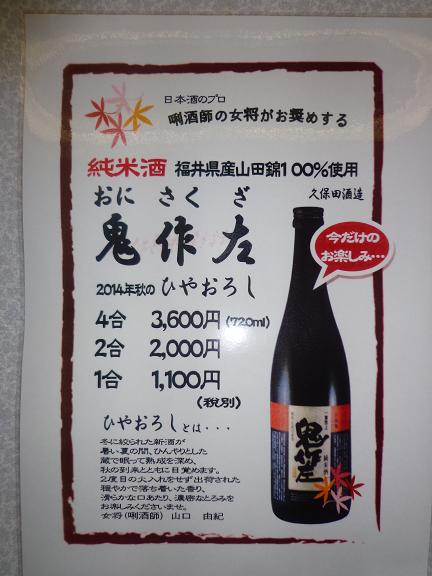 日本酒のプロ
唎酒師の女将がお奨めする
純米酒 福井県産山田錦100%使用
おに さく ざ 久保田酒造
鬼作左
今だけの
お楽しみ…
2014年秋の ひやおろし
4合 3,600円(720ml)
2合 2,000円
1合 1,100円
(税別)
ひやおろしとは・・・
冬に絞られた新酒が
暑い夏の間、ひんやりとした
蔵で眠って熟成を深め、
秋の到来とともに目覚めます。
2度目の火入れをせず出荷された
穏やかで落ち着いた香り、
滑らかな口あたり、濃密なとろみを
お楽しみくださいませ。
女将(唎酒師) 山口 由紀
鬼作左
純米酒